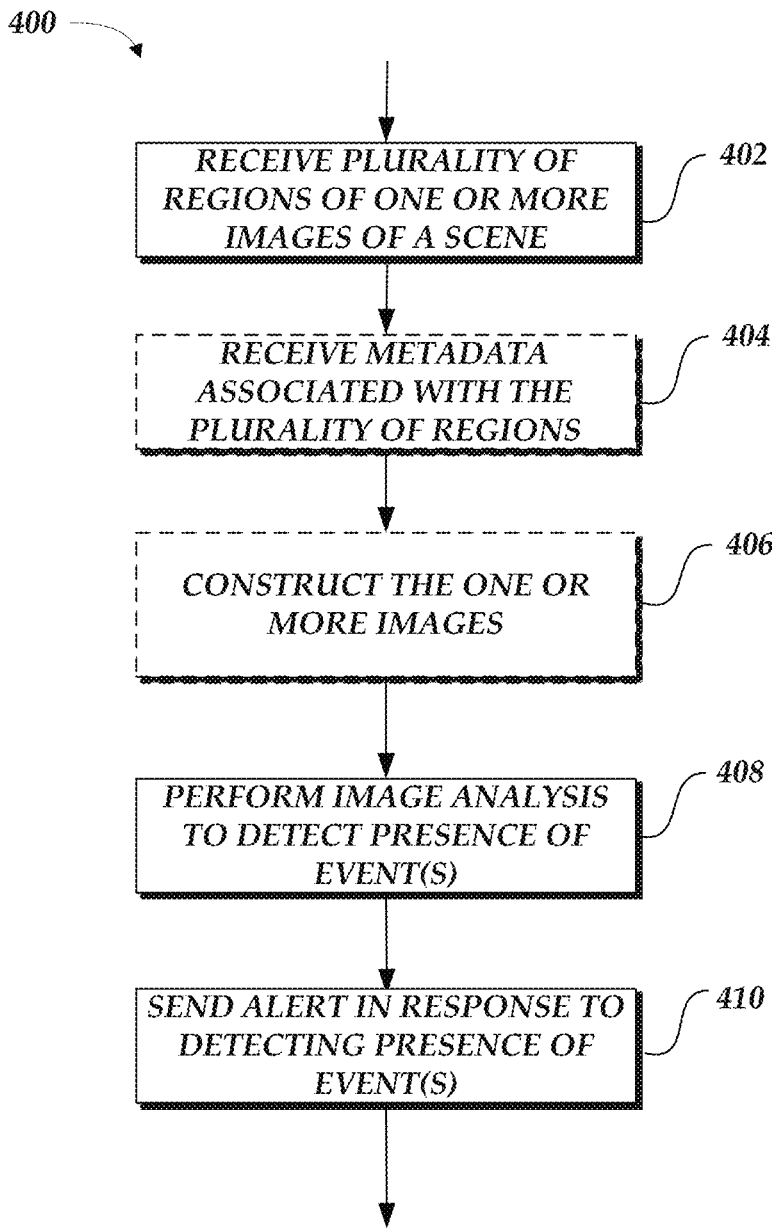 400
RECEIVE PLURALITY OF
REGIONS OF ONE OR MORE
IMAGES OF A SCENE
402
RECEIVE METADATA
ASSOCIATED WITH THE
PLURALITY OF REGIONS
404
CONSTRUCT THE ONE OR
MORE IMAGES
406
PERFORM IMAGE ANALYSIS
TO DETECT PRESENCE OF
EVENT(S)
408
SEND ALERT IN RESPONSE TO
DETECTING PRESENCE OF
EVENT(S)
410